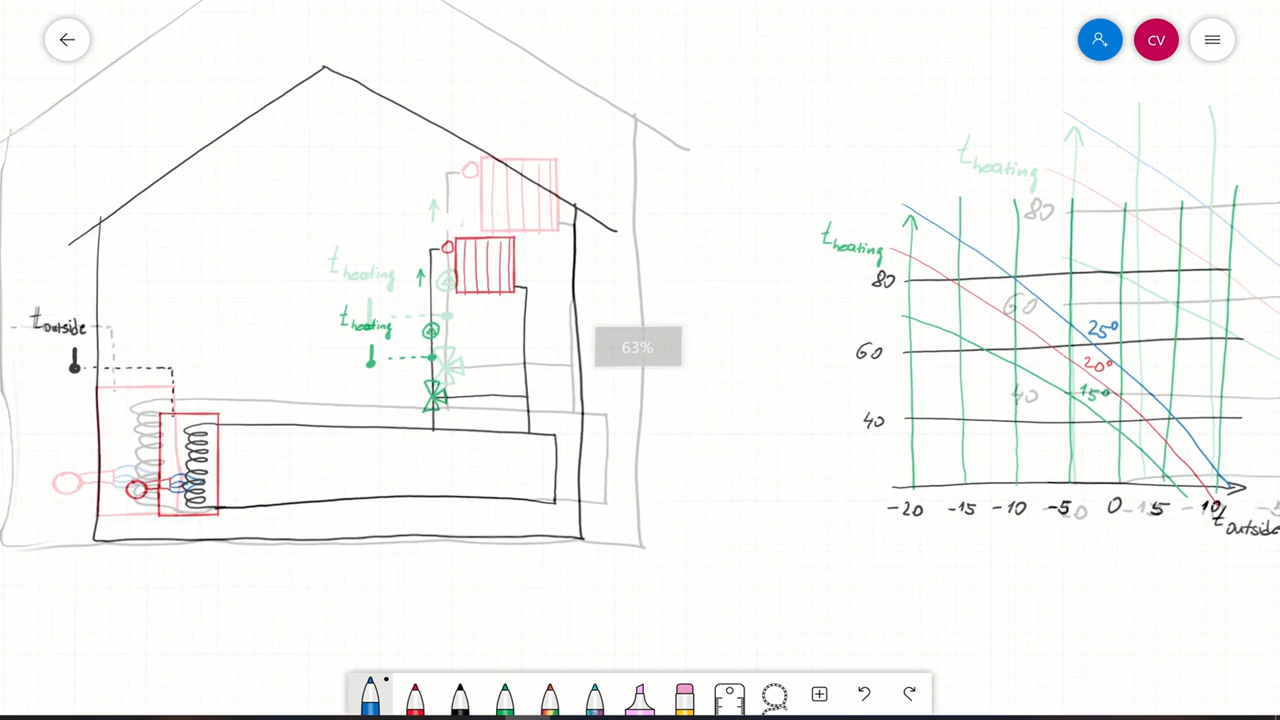 CV
t heating
80
t heating
80
t heating
60
63%
t outside
t heating
25°
60
20°
40
15°
40
-20 -15 -10 -5 0 5 10
t outside